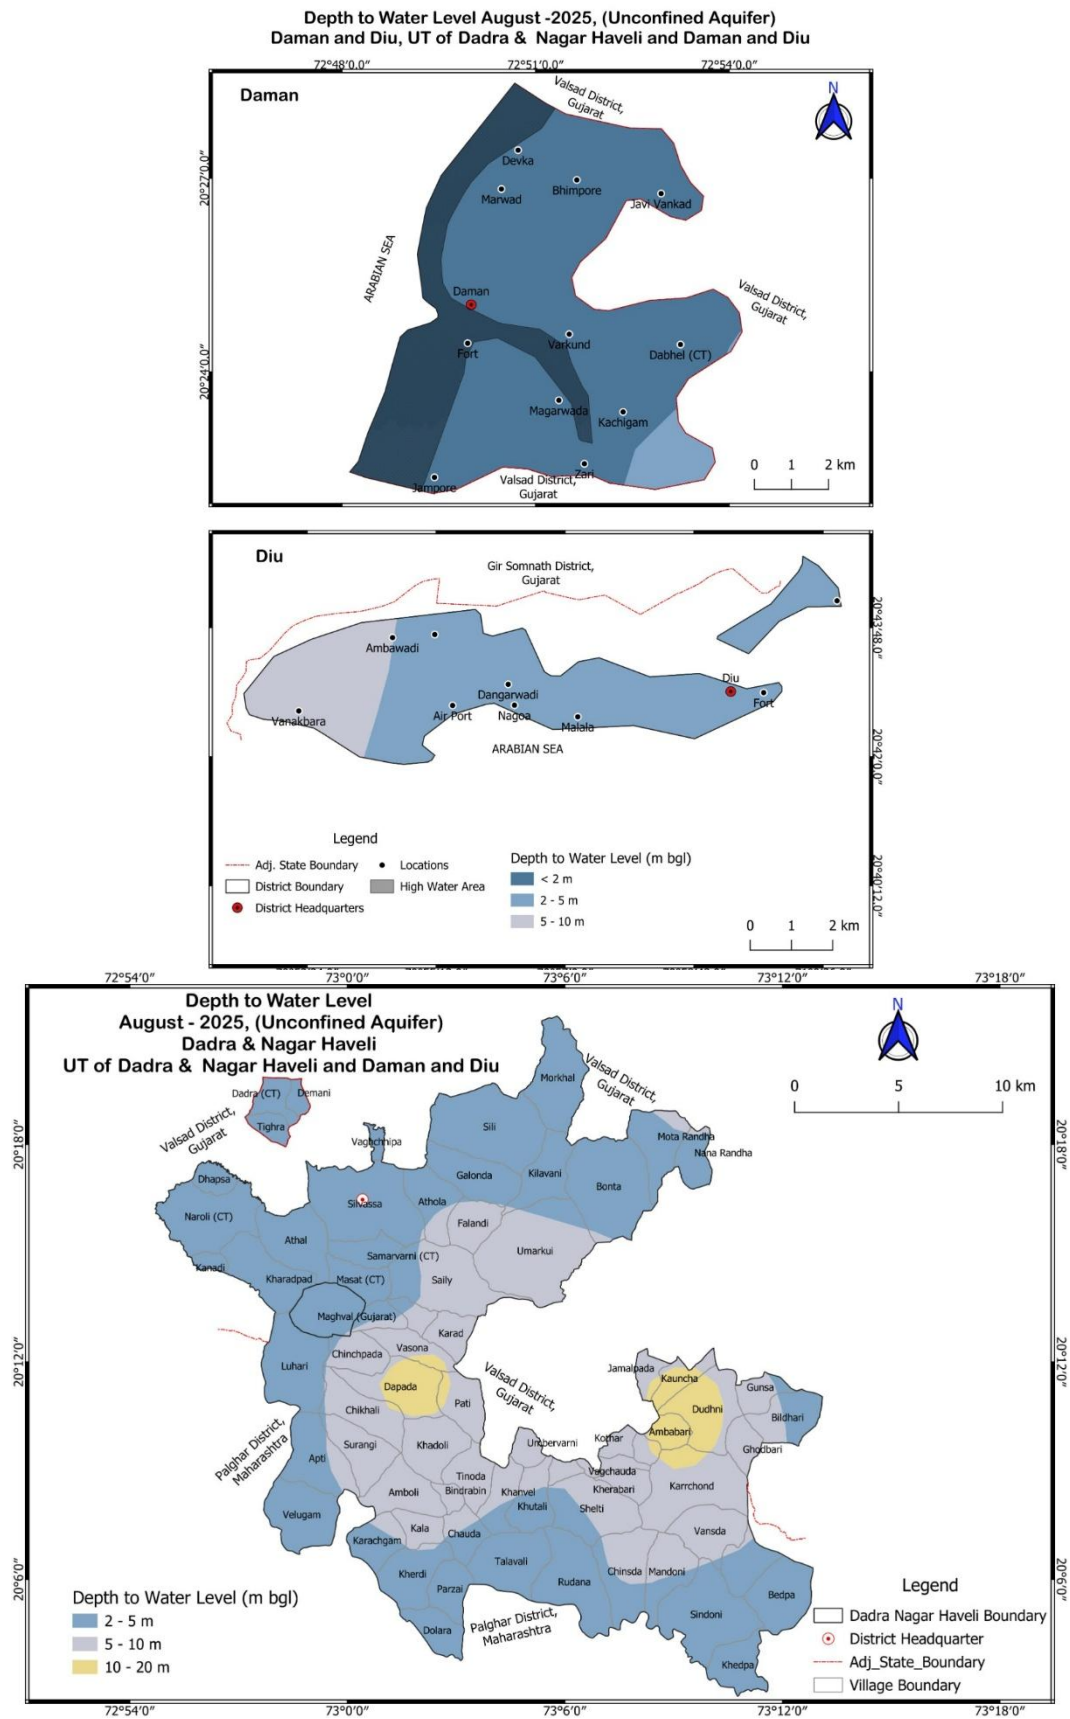 Depth to Water Level August -2025, (Unconfined Aquifer)
Daman and Diu, UT of Dadra & Nagar Haveli and Daman and Diu
72°48'0.0"
72°51'0.0"
72°54'0.0"
Daman
Valsad District,
Gujarat
N
20°27'0.0"
Devka
Marwad
Bhimpore
Javi Vankad
ARABIAN SEA
Daman
Valsad District,
Gujarat
Fort
Varkund
Dabhel (CT)
20°24'0.0"
Magarwada
Kachigam
Zari
Jampore
Valsad District,
Gujarat
0 1 2 km
Diu
Gir Somnath District,
Gujarat
20°43'48.0"
Ambawadi
Diu
Dangarwadi
Fort
Vanakbara
Air Port
Nagoa
Malala
ARABIAN SEA
20°42'0.0"
20°40'12.0"
Legend
Adj. State Boundary
Locations
District Boundary
High Water Area
District Headquarters
Depth to Water Level (m bgl)
< 2 m
2 - 5 m
5 - 10 m
0 1 2 km
72°54'0"
73°0'0"
73°6'0"
73°12'0"
73°18'0"
Depth to Water Level
August - 2025, (Unconfined Aquifer)
Dadra & Nagar Haveli
UT of Dadra & Nagar Haveli and Daman and Diu
N
0 5 10 km
Valsad District,
Gujarat
Morkhal
Dadra (CT)
Demani
Tighra
Valsad District,
Gujarat
20°18'0"
20°18'0"
Vaghchhipa
Sili
Mota Randha
Nana Randha
Dhapsa
Galonda
Kilavani
Bonta
Silvassa
Athola
Naroli (CT)
Falandi
Athal
Samarvarni (CT)
Umarkui
Kanadi
Kharadpad
Masat (CT)
Saily
Maghval (Gujarat)
Karad
Vasona
Chinchpada
Luhari
20°12'0"
20°12'0"
Dapada
Valsad District,
Gujarat
Jamalpada
Kauncha
Gunsa
Chikhali
Pati
Dudhni
Bildhari
Ambabari
Palghar District,
Maharashtra
Surangi
Khadoli
Umbervarni
Kothar
Ghodbari
Apti
Tinoda
Vagchauda
Bindrabin
Khanvel
Kherabari
Karrchond
Amboli
Khutali
Shelti
Velugam
Kala
Chauda
Vansda
Karachgam
Talavali
Kherdi
Parzai
Rudana
Chinsda
Mandoni
20°6'0"
20°6'0"
Bedpa
Dolara
Palghar District,
Maharashtra
Sindoni
Khedpa
Depth to Water Level (m bgl)
2 - 5 m
5 - 10 m
10 - 20 m
Legend
Dadra Nagar Haveli Boundary
District Headquarter
Adj_State_Boundary
Village Boundary
72°54'0"
73°0'0"
73°6'0"
73°12'0"
73°18'0"